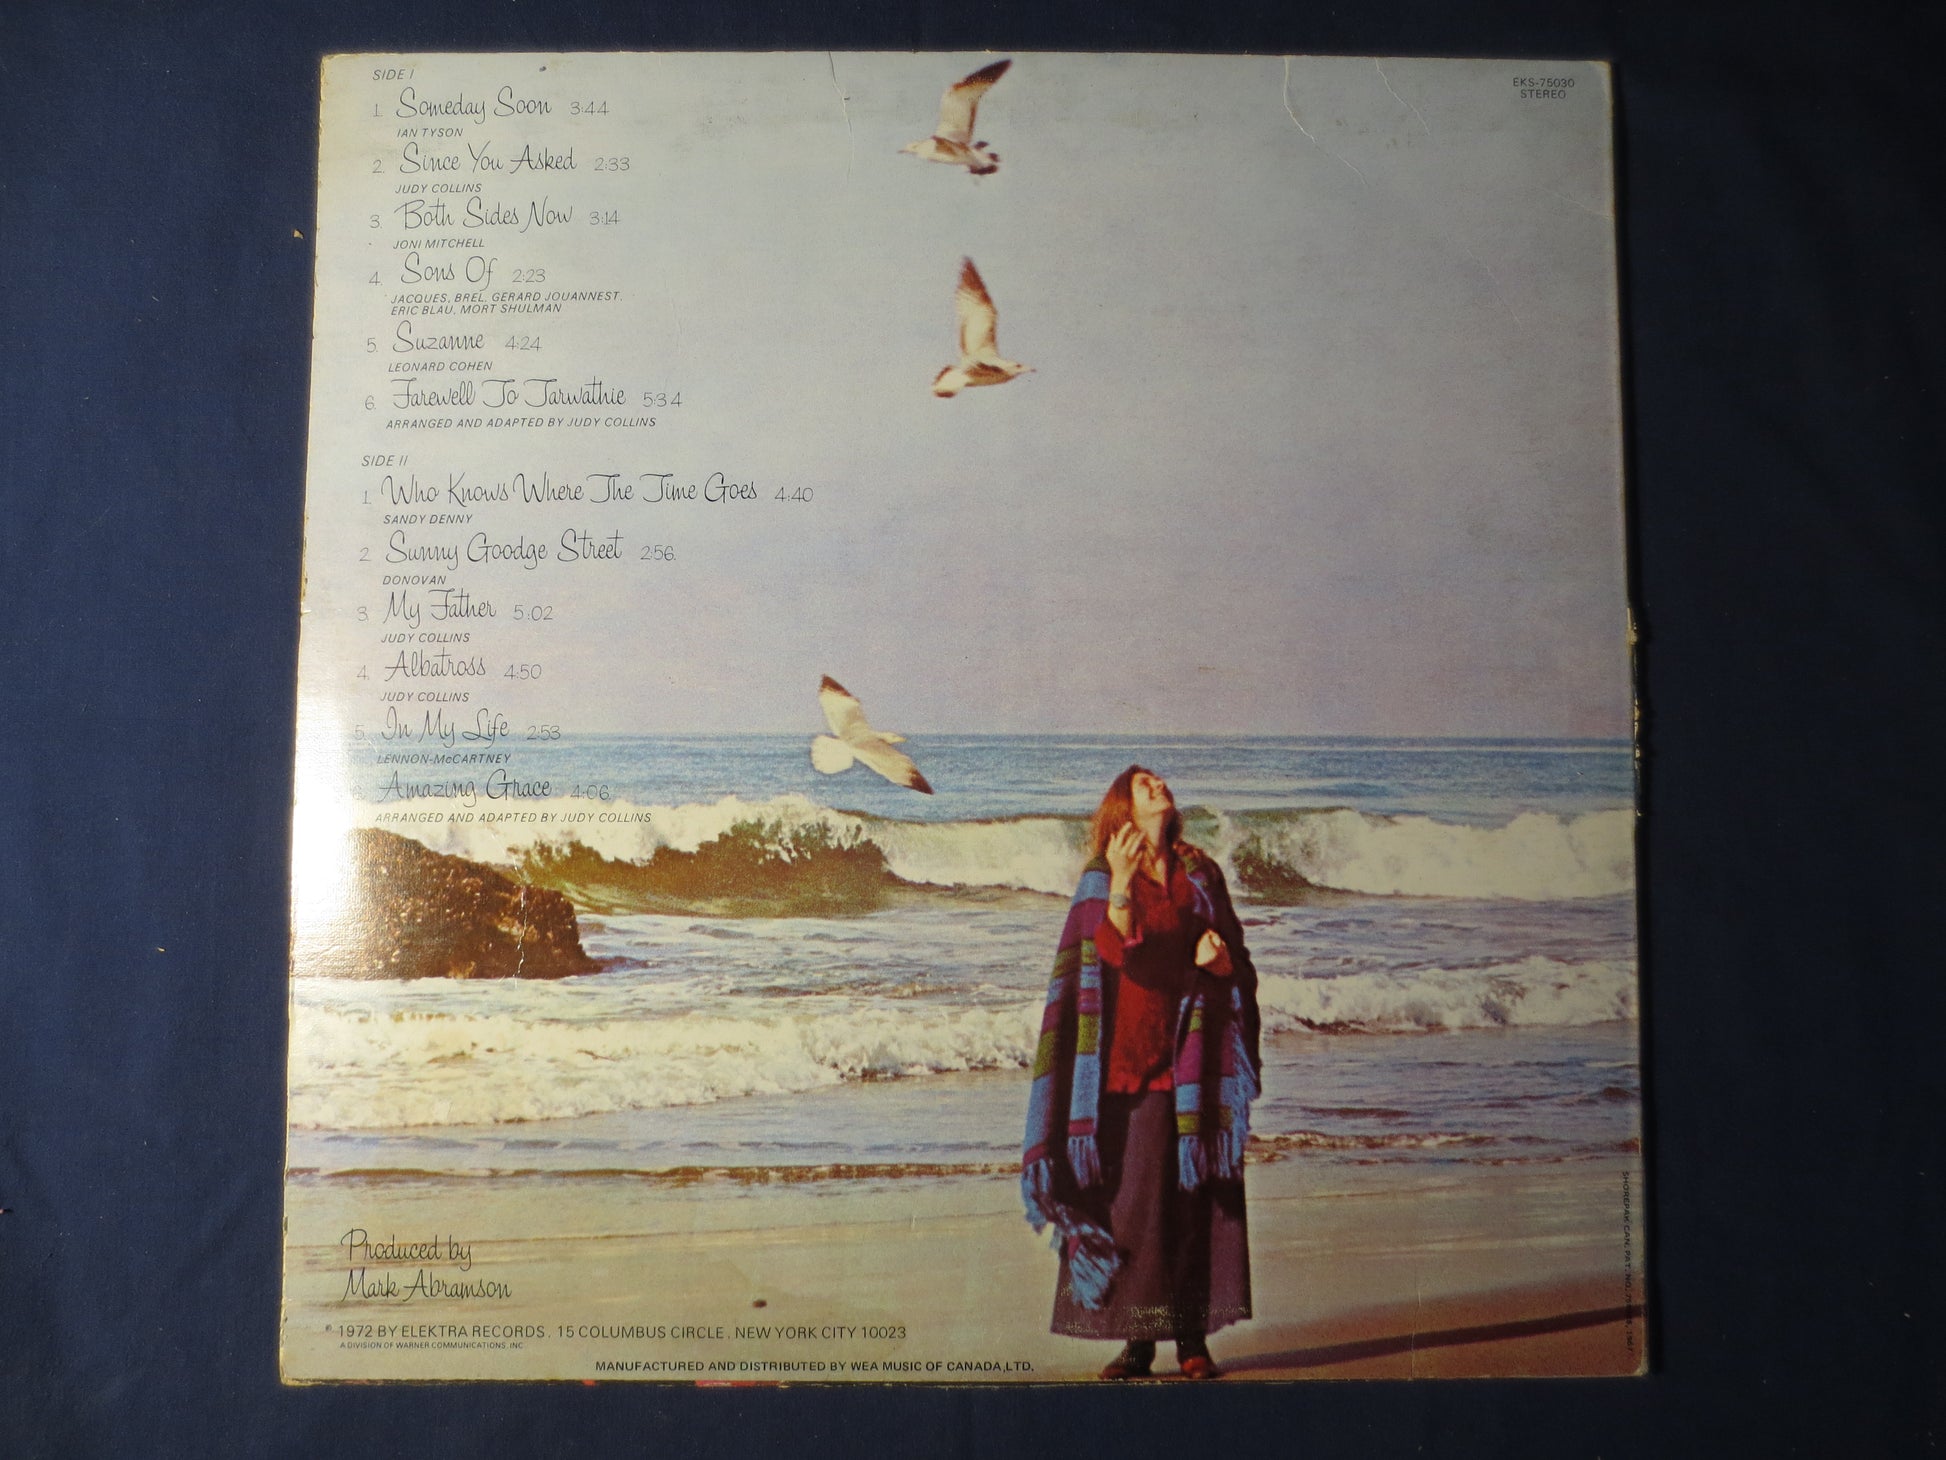 SIDE I
1. Someday Soon 3:44
IAN TYSON
2. Since You Asked 2:33
JUDY COLLINS
3. Both Sides Now 3:14
JONI MITCHELL
4. Sons Of 2:23
JACQUES, BREL, GERARD JOUANNEST,
ERIC BLAU, MORT SHULMAN
5. Suzanne 4:24
LEONARD COHEN
6. Farewell To Tarwathie 5:34
ARRANGED AND ADAPTED BY JUDY COLLINS
SIDE II
1. Who Knows Where The Time Goes 4:40
SANDY DENNY
2 Sunny Goodge Street 2:56
DONOVAN
3. My Father 5:02
JUDY COLLINS
4. Albatross 4:50
JUDY COLLINS
5. In My Life 2:53
LENNON-McCARTNEY
6. Amazing Grace 4:06
ARRANGED AND ADAPTED BY JUDY COLLINS
EKS-75030
STEREO
Produced by
Mark Abramson
℗ 1972 BY ELEKTRA RECORDS, 15 COLUMBUS CIRCLE, NEW YORK CITY 10023
A DIVISION OF WARNER COMMUNICATIONS, INC
MANUFACTURED AND DISTRIBUTED BY WEA MUSIC OF CANADA,LTD.
SHOREPAK CAN. PAT. NO. 1967